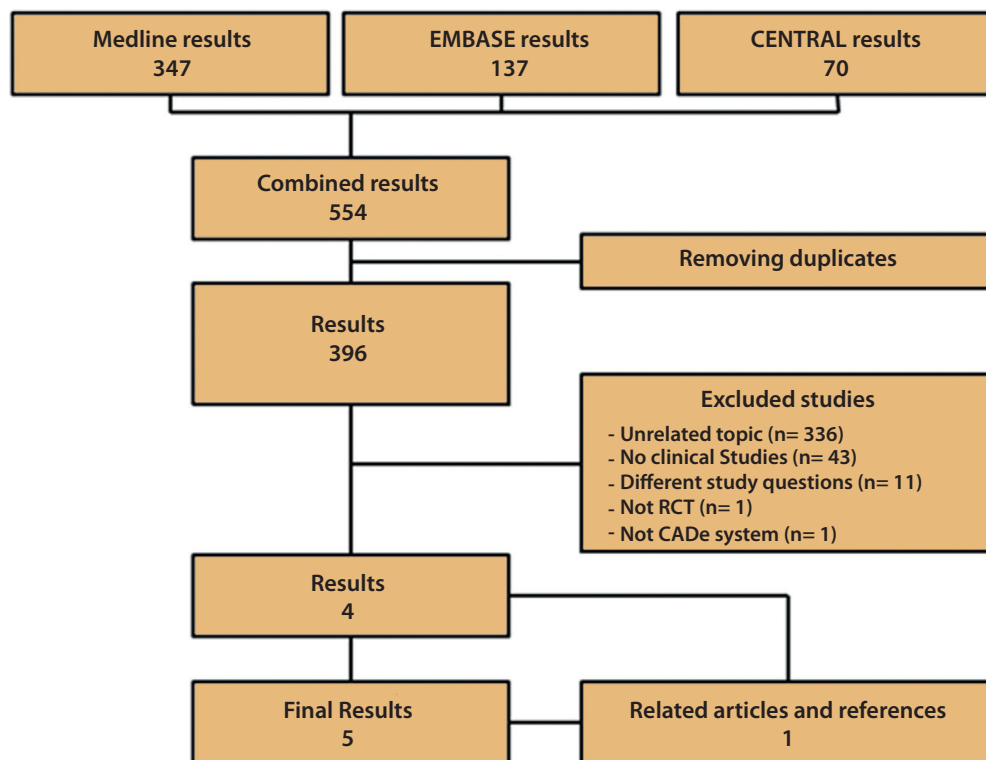 Medline results
347
EMBASE results
137
CENTRAL results
70
Combined results
554
Removing duplicates
Results
396
Excluded studies
- Unrelated topic (n= 336)
- No clinical Studies (n= 43)
- Different study questions (n= 11)
- Not RCT (n= 1)
- Not CADe system (n= 1)
Results
4
Final Results
5
Related articles and references
1